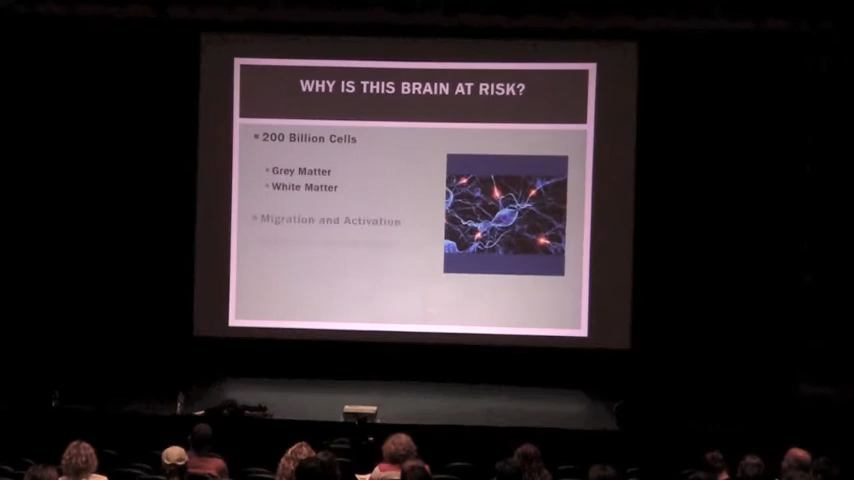 WHY IS THIS BRAIN AT RISK?
200 Billion Cells
Grey Matter
White Matter
Migration and Activation